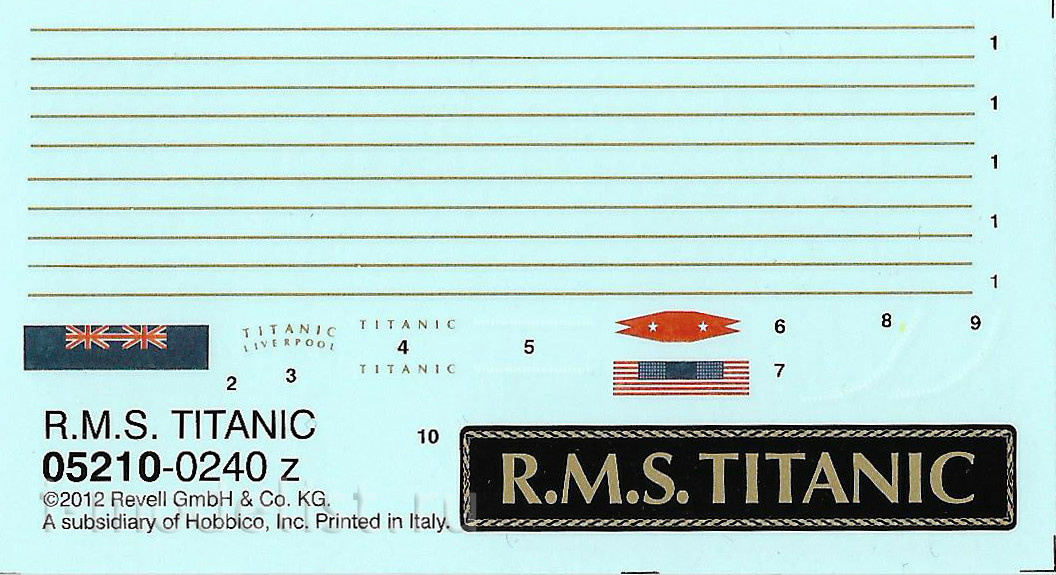 1
1
1
1
1
TITANIC
LIVERPOOL
TITANIC
TITANIC
2
3
4
5
6
7
8
9
R.M.S. TITANIC
05210-0240 z
©2012 Revell GmbH & Co. KG.
A subsidiary of Hobbico, Inc. Printed in Italy.
10
R.M.S. TITANIC